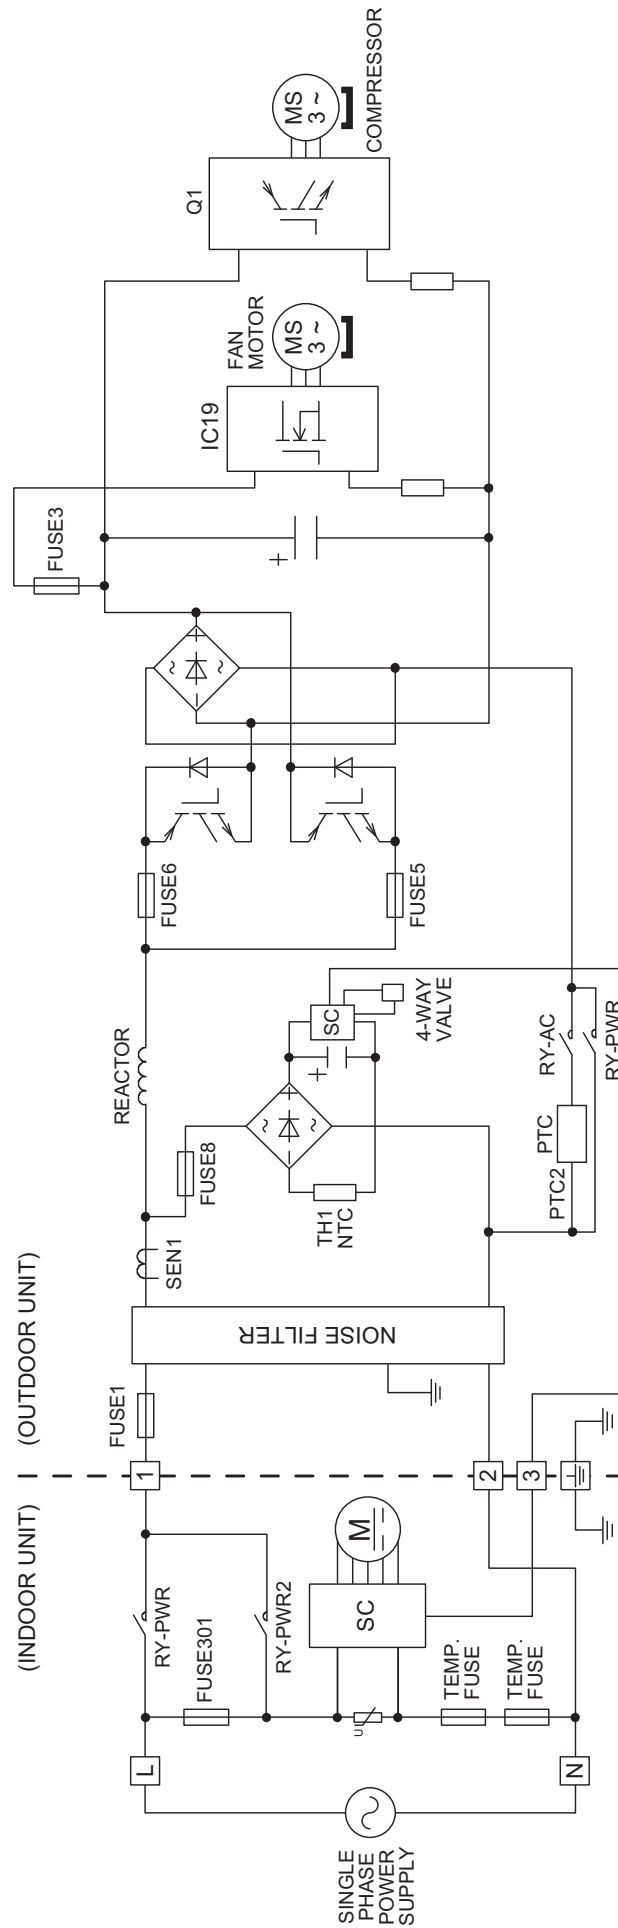 (INDOOR UNIT)
(OUTDOOR UNIT)
SINGLE
PHASE
POWER
SUPPLY
L
N
RY-PWR
FUSE301
RY-PWR2
U
SC
M
TEMP.
FUSE
TEMP.
FUSE
1
2
3
FUSE1
NOISE FILTER
SEN1
FUSE8
REACTOR
TH1
NTC
~
~
+
SC
4-WAY
VALVE
PTC2
PTC
RY-AC
RY-PWR
FUSE6
FUSE5
~
~
+
FUSE3
+
IC19
FAN
MOTOR
MS
3 ~
Q1
MS
3 ~
COMPRESSOR